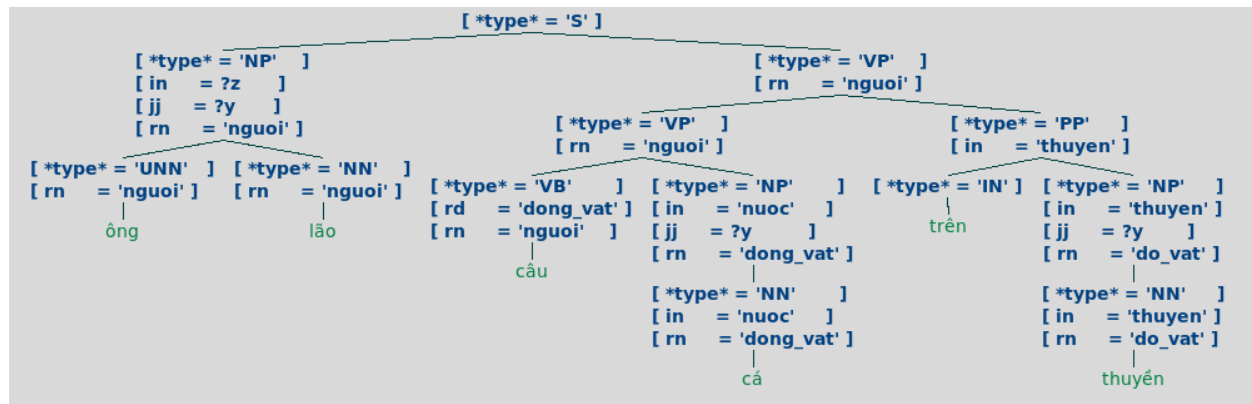 [ *type* = 'S' ]
[ *type* = 'NP' ]
[ in = ?z ]
[ jj = ?y ]
[ rn = 'nguoi' ]
[ *type* = 'VP' ]
[ rn = 'nguoi' ]
[ *type* = 'UNN' ]
[ rn = 'nguoi' ]
ông
[ *type* = 'NN' ]
[ rn = 'nguoi' ]
lão
[ *type* = 'VP' ]
[ rn = 'nguoi' ]
[ *type* = 'PP' ]
[ in = 'thuyen' ]
[ *type* = 'VB' ]
[ rd = 'dong_vat' ]
[ rn = 'nguoi' ]
câu
[ *type* = 'NP' ]
[ in = 'nuoc' ]
[ jj = ?y ]
[ rn = 'dong_vat' ]
[ *type* = 'NN' ]
[ in = 'nuoc' ]
[ rn = 'dong_vat' ]
cá
[ *type* = 'IN' ]
trên
[ *type* = 'NP' ]
[ in = 'thuyen' ]
[ jj = ?y ]
[ rn = 'do_vat' ]
[ *type* = 'NN' ]
[ in = 'thuyen' ]
[ rn = 'do_vat' ]
thuyền